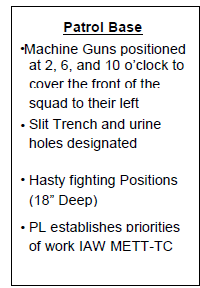 Patrol Base
•Machine Guns positioned
at 2, 6, and 10 o'clock to
cover the front of the
squad to their left
• Slit Trench and urine
holes designated
• Hasty fighting Positions
(18” Deep)
• PL establishes priorities
of work IAW METT-TC